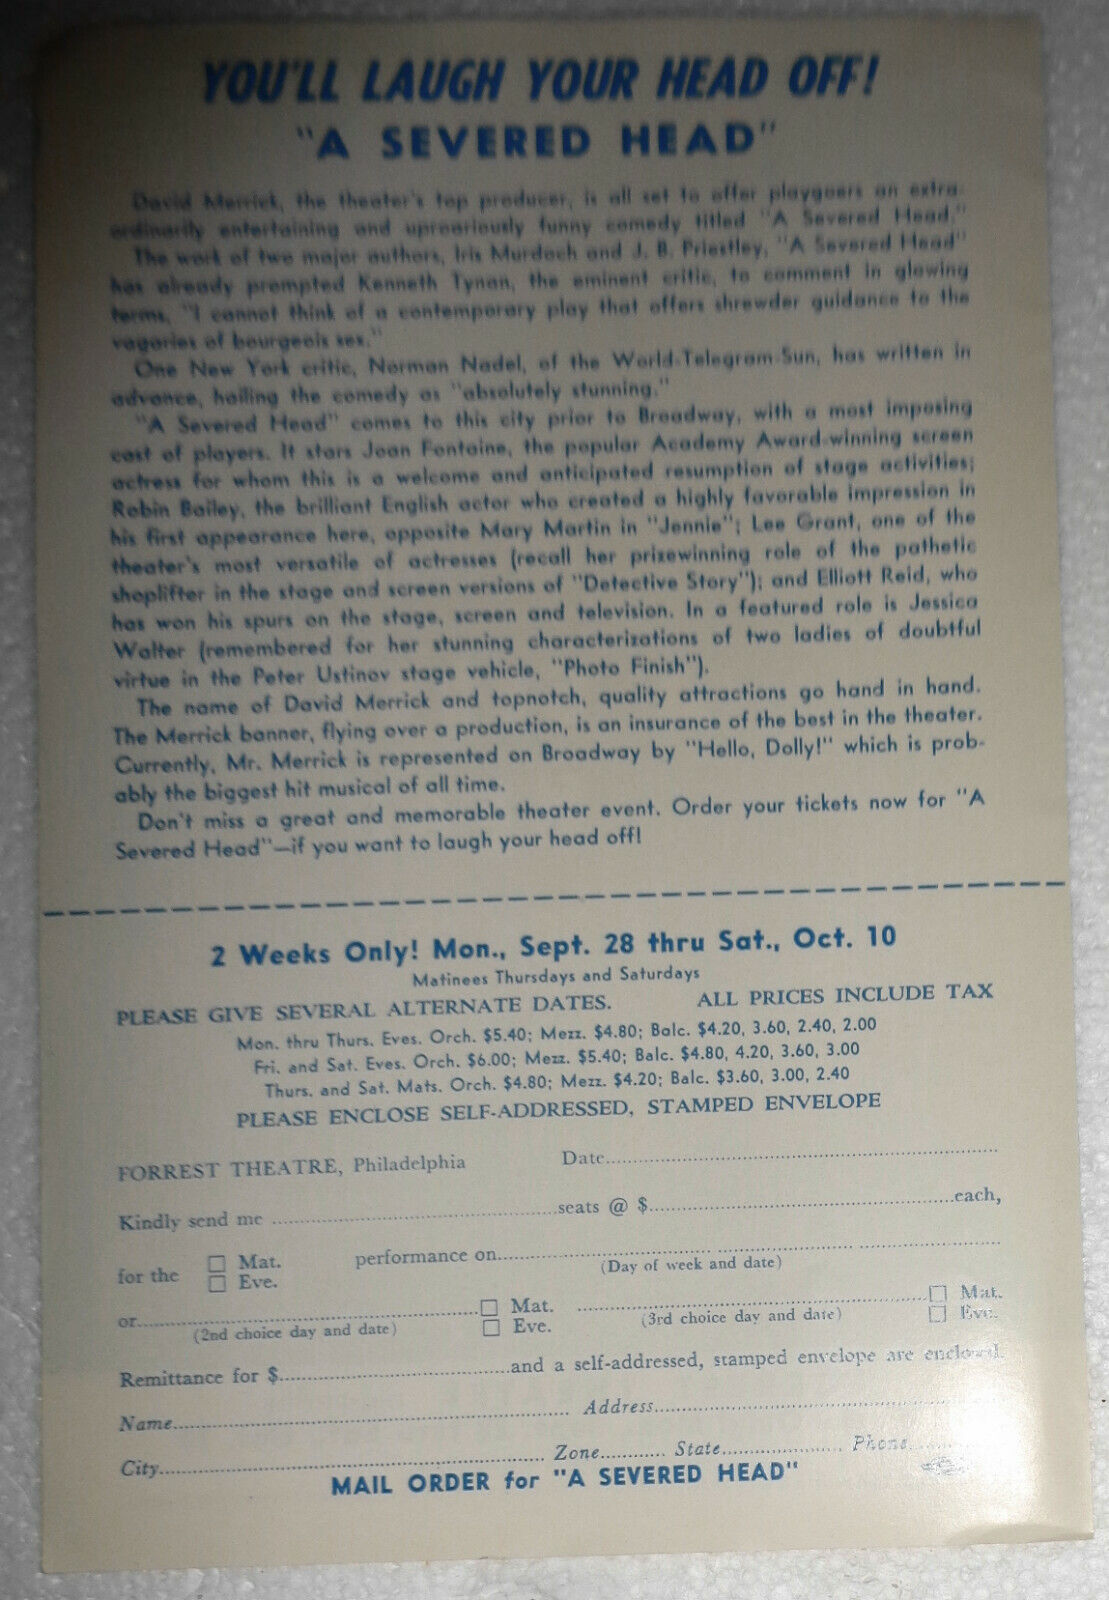 YOU'LL LAUGH YOUR HEAD OFF!
"A SEVERED HEAD"
David Merrick, the theater's top producer, is all set to offer playgoers an extra-
ordinarily entertaining and uproariously funny comedy titled "A Severed Head."
The work of two major authors, Iris Murdoch and J. B. Priestley, "A Severed Head"
has already prompted Kenneth Tynan, the eminent critic, to comment in glowing
terms, "I cannot think of a contemporary play that offers shrewder guidance to the
vagaries of bourgeois sex."
One New York critic, Norman Nadel, of the World-Telegram-Sun, has written in
advance, hailing the comedy as "absolutely stunning."
"A Severed Head" comes to this city prior to Broadway, with a most imposing
cast of players. It stars Joan Fontaine, the popular Academy Award-winning screen
actress for whom this is a welcome and anticipated resumption of stage activities;
Robin Bailey, the brilliant English actor who created a highly favorable impression in
his first appearance here, opposite Mary Martin in "Jennie"; Lee Grant, one of the
theater's most versatile of actresses (recall her prizewinning role of the pathetic
shoplifter in the stage and screen versions of "Detective Story"); and Elliott Reid, who
has won his spurs on the stage, screen and television. In a featured role is Jessica
Walter (remembered for her stunning characterizations of two ladies of doubtful
virtue in the Peter Ustinov stage vehicle, "Photo Finish").
The name of David Merrick and topnotch, quality attractions go hand in hand.
The Merrick banner, flying over a production, is an insurance of the best in the theater.
Currently, Mr. Merrick is represented on Broadway by "Hello, Dolly!" which is prob-
ably the biggest hit musical of all time.
Don't miss a great and memorable theater event. Order your tickets now for "A
Severed Head"—if you want to laugh your head off!
2 Weeks Only! Mon., Sept. 28 thru Sat., Oct. 10
Matinees Thursdays and Saturdays
PLEASE GIVE SEVERAL ALTERNATE DATES. ALL PRICES INCLUDE TAX
Mon. thru Thurs. Eves. Orch. $5.40; Mezz. $4.80; Balc. $4.20, 3.60, 2.40, 2.00
Fri. and Sat. Eves. Orch. $6.00; Mezz. $5.40; Balc. $4.80, 4.20, 3.60, 3.00
Thurs. and Sat. Mats. Orch. $4.80; Mezz. $4.20; Balc. $3.60, 3.00, 2.40
PLEASE ENCLOSE SELF-ADDRESSED, STAMPED ENVELOPE
FORREST THEATRE, Philadelphia Date
Kindly send me seats @ $ each,
for the Mat. Eve. performance on
(Day of week and date)
or Mat. Eve. Mat. Eve.
(2nd choice day and date) (3rd choice day and date)
Remittance for $ and a self-addressed, stamped envelope are enclosed.
Name Address
City Zone State Phone
MAIL ORDER for "A SEVERED HEAD"